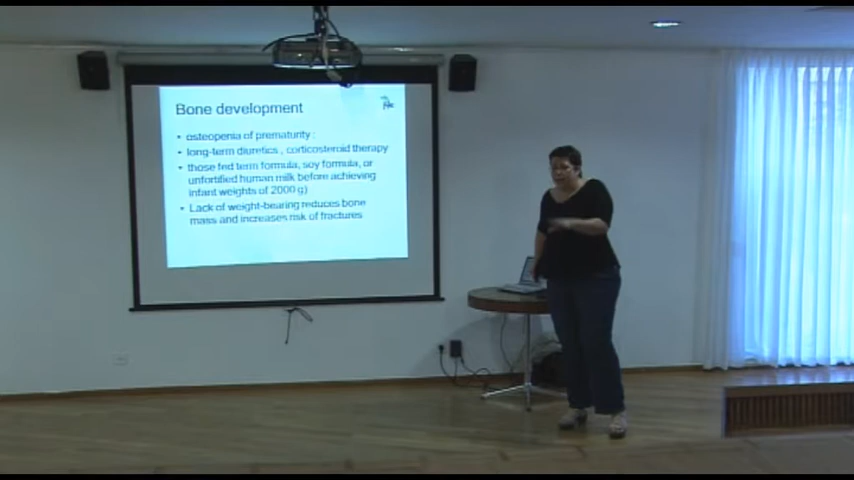 Bone development
• osteopenia of prematurity :
• long-term diuretics , corticosteroid therapy
• those fed term formula, soy formula, or
unfortified human milk before achieving
infant weights of 2000 g)
• Lack of weight-bearing reduces bone
mass and increases risk of fractures